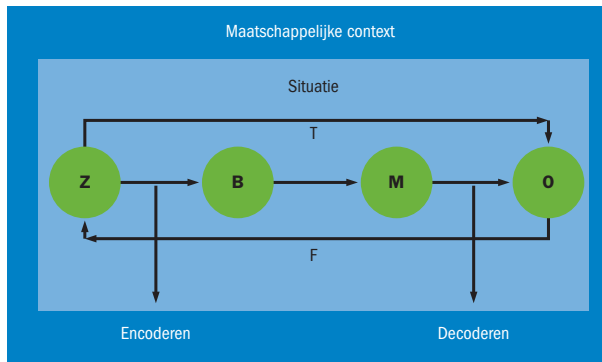 Maatschappelijke context
Situatie
T
Z B M O
F
Encoderen Decoderen